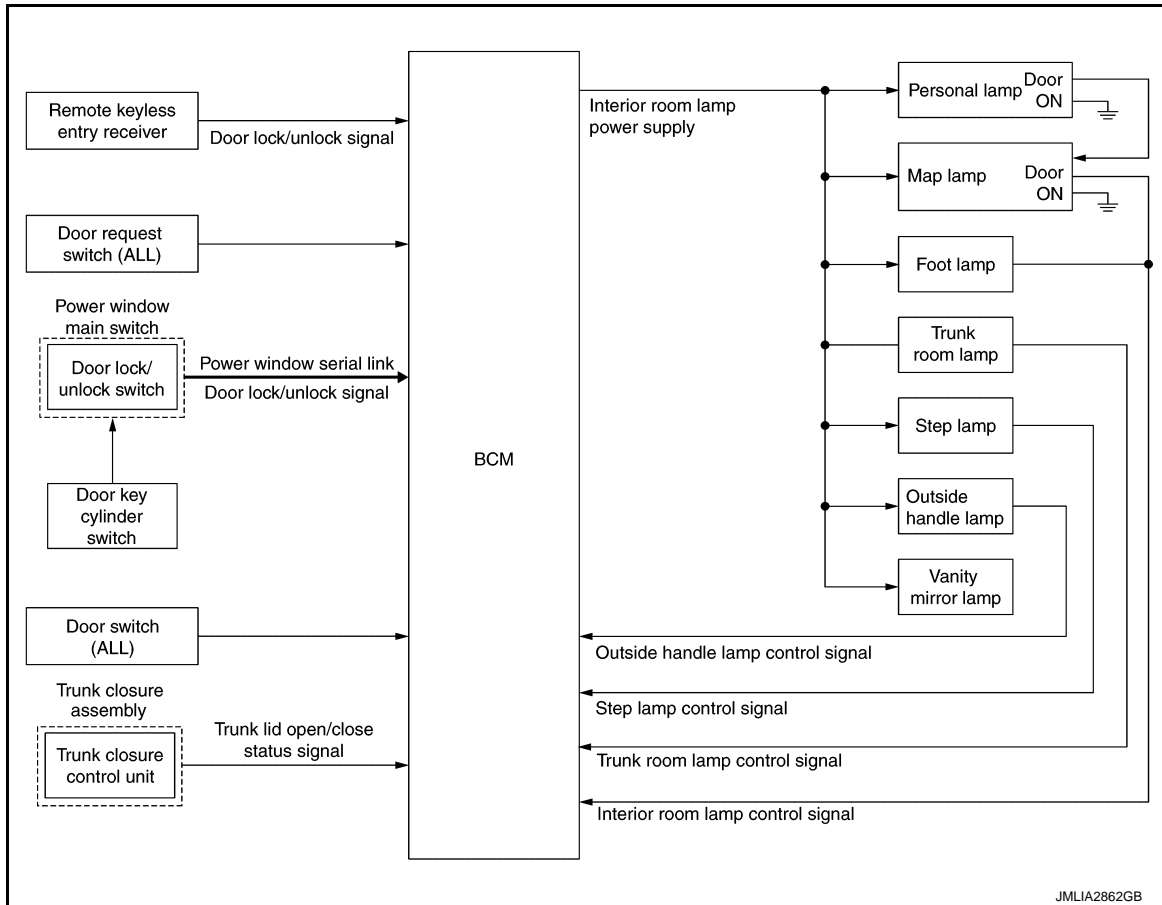 Remote keyless
entry receiver
Door lock/unlock signal
Door request
switch (ALL)
Power window
main switch
Door lock/
unlock switch
Power window serial link
Door lock/unlock signal
Door key
cylinder
switch
Door switch
(ALL)
Trunk closure
assembly
Trunk closure
control unit
Trunk lid open/close
status signal
BCM
Interior room lamp
power supply
Personal lamp
Door
ON
Map lamp
Door
ON
Foot lamp
Trunk
room lamp
Step lamp
Outside
handle lamp
Vanity
mirror lamp
Outside handle lamp control signal
Step lamp control signal
Trunk room lamp control signal
Interior room lamp control signal
JMLIA2862GB